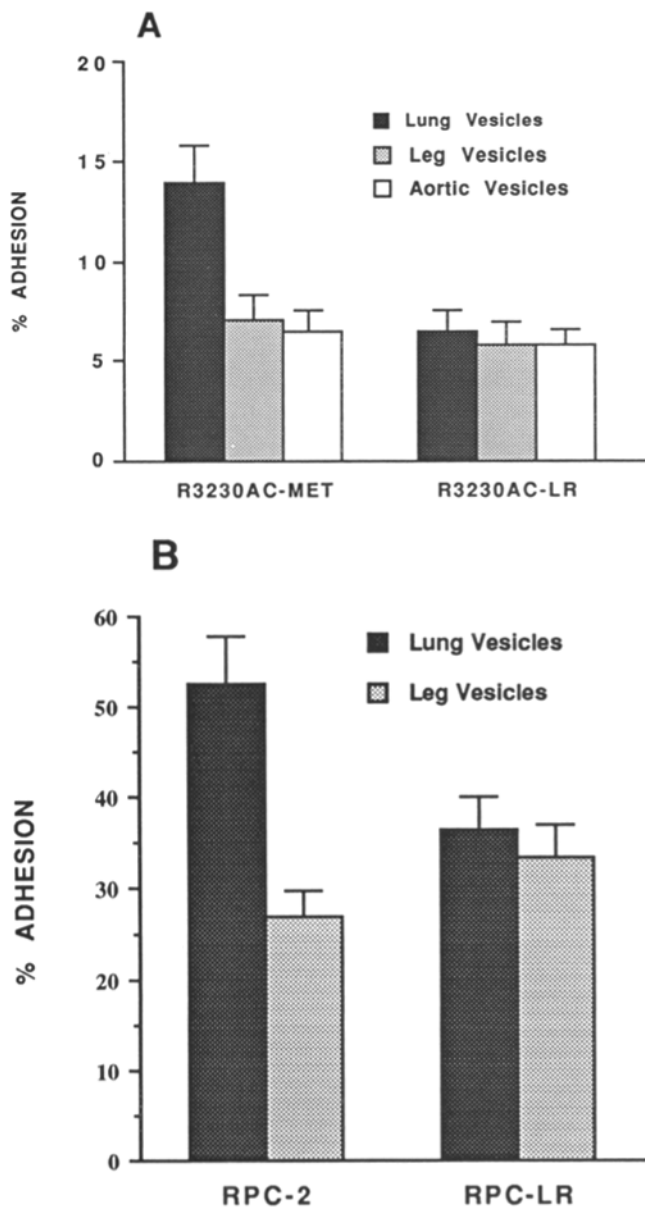 A
20
15
10
5
0
% ADHESION
Lung Vesicles
Leg Vesicles
Aortic Vesicles
R3230AC-MET
R3230AC-LR
B
60
50
40
30
20
10
0
% ADHESION
Lung Vesicles
Leg Vesicles
RPC-2
RPC-LR